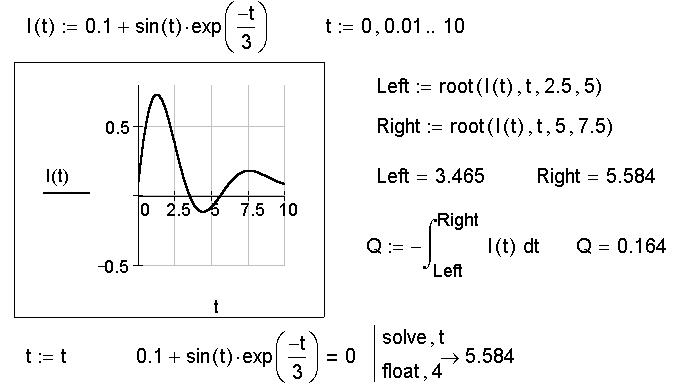 I(t) := 0.1 + sin(t)·exp(-t/3) t := 0, 0.01 .. 10
Left := root(I(t), t, 2.5, 5)
0.5
Right := root(I(t), t, 5, 7.5)
I(t)
Left = 3.465 Right = 5.584
0 2.5 5 7.5 10
Q := -∫_Left^Right I(t) dt Q = 0.164
-0.5
t
t := t 0.1 + sin(t)·exp(-t/3) = 0 | solve, t → 5.584
float, 4